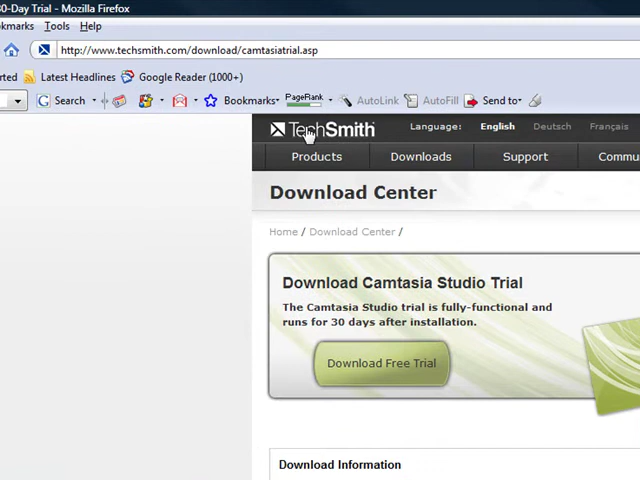 30-Day Trial - Mozilla Firefox
okmarks Tools Help
http://www.techsmith.com/download/camtasiatrial.asp
rted Latest Headlines Google Reader (1000+)
G Search Bookmarks PageRank AutoLink AutoFill Send to
TechSmith Language: English Deutsch Français
Products Downloads Support Commu
Download Center
Home / Download Center /
Download Camtasia Studio Trial
The Camtasia Studio trial is fully-functional and
runs for 30 days after installation.
Download Free Trial
Download Information